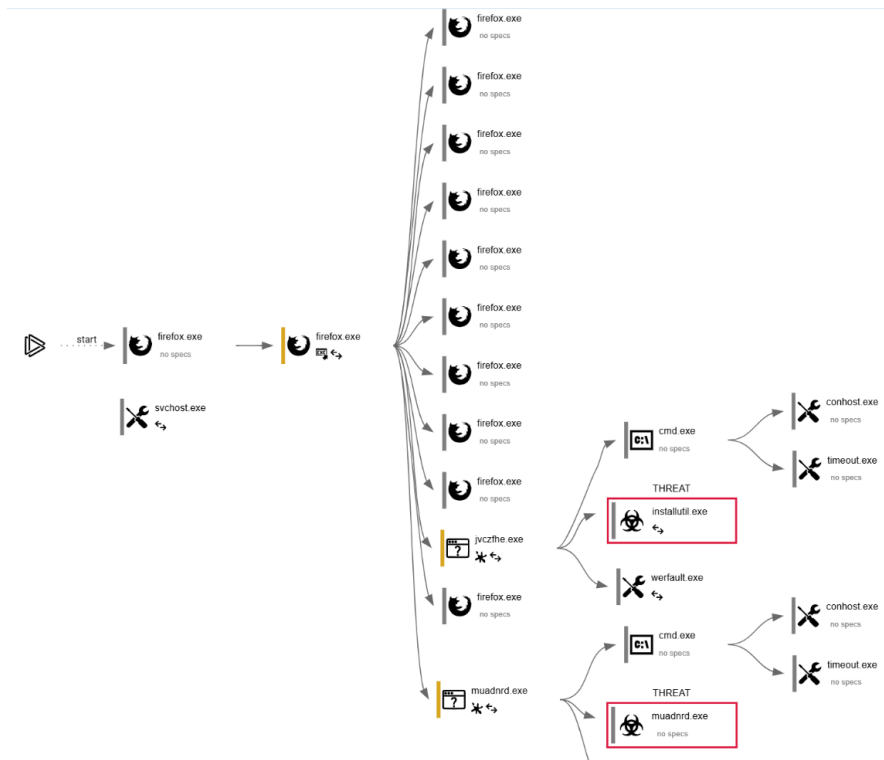 firefox.exe
no specs
firefox.exe
no specs
firefox.exe
no specs
firefox.exe
no specs
firefox.exe
no specs
firefox.exe
no specs
start
firefox.exe
no specs
firefox.exe
firefox.exe
no specs
svchost.exe
firefox.exe
no specs
firefox.exe
no specs
cmd.exe
no specs
conhost.exe
no specs
timeout.exe
no specs
THREAT
installutil.exe
jvczfhe.exe
werfault.exe
firefox.exe
no specs
cmd.exe
no specs
conhost.exe
no specs
timeout.exe
no specs
muadnrd.exe
THREAT
muadnrd.exe
no specs